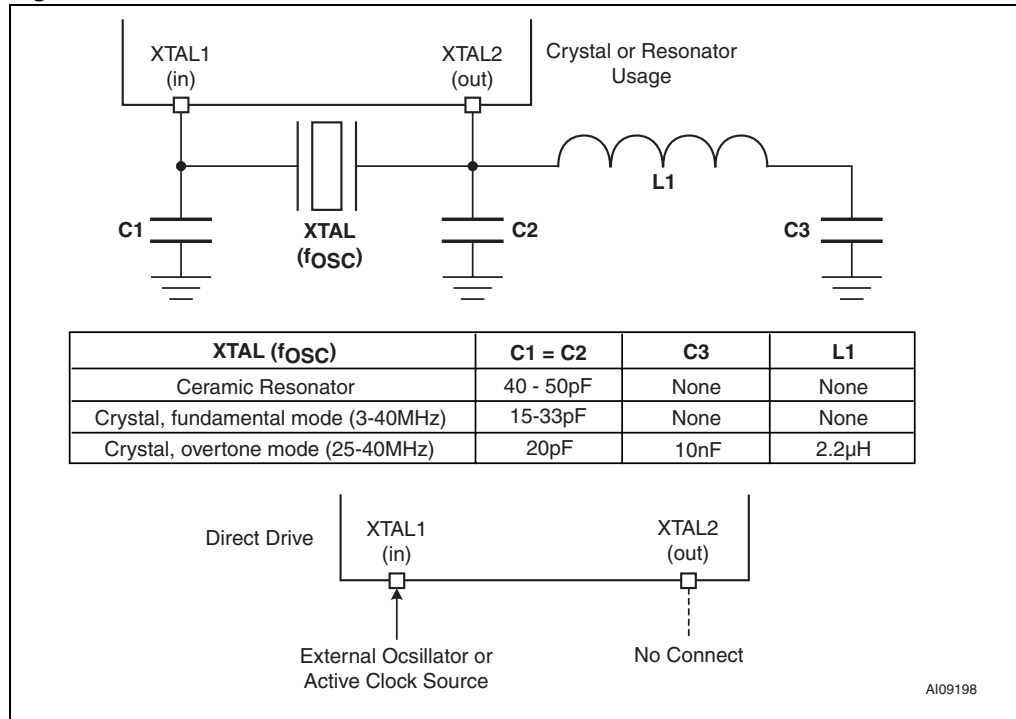 XTAL1
(in)
XTAL2
(out)
Crystal or Resonator
Usage
L1
C1
XTAL
(fOSC)
C2
C3
XTAL (fOSC) C1 = C2 C3 L1
Ceramic Resonator 40 - 50pF None None
Crystal, fundamental mode (3-40MHz) 15-33pF None None
Crystal, overtone mode (25-40MHz) 20pF 10nF 2.2µH
Direct Drive
XTAL1
(in)
XTAL2
(out)
External Ocsillator or
Active Clock Source
No Connect
AI09198